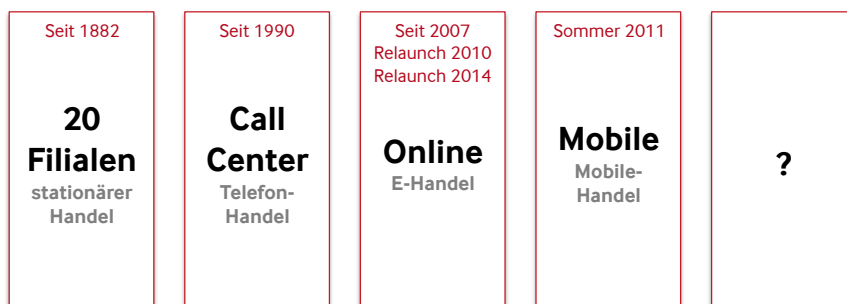 Seit 1882
20
Filialen
stationärer
Handel
Seit 1990
Call
Center
Telefon-
Handel
Seit 2007
Relaunch 2010
Relaunch 2014
Online
E-Handel
Sommer 2011
Mobile
Mobile-
Handel
?